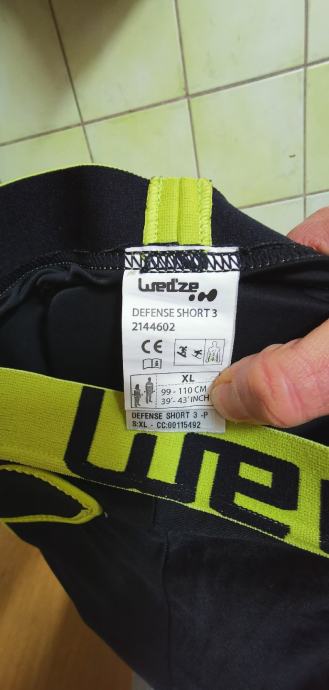 wed'ze
DEFENSE SHORT 3
2144602
CE
XL
99 - 110 CM
39'- 43'INCH
DEFENSE SHORT 3 -P
S:XL - CC:00115492
We